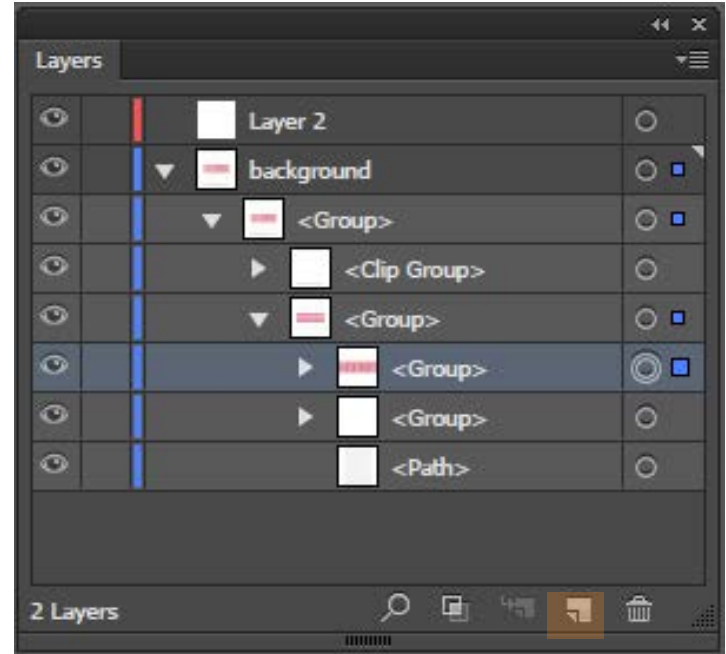 Layers
Layer 2
background
<Group>
<Clip Group>
<Group>
<Group>
<Group>
<Path>
2 Layers